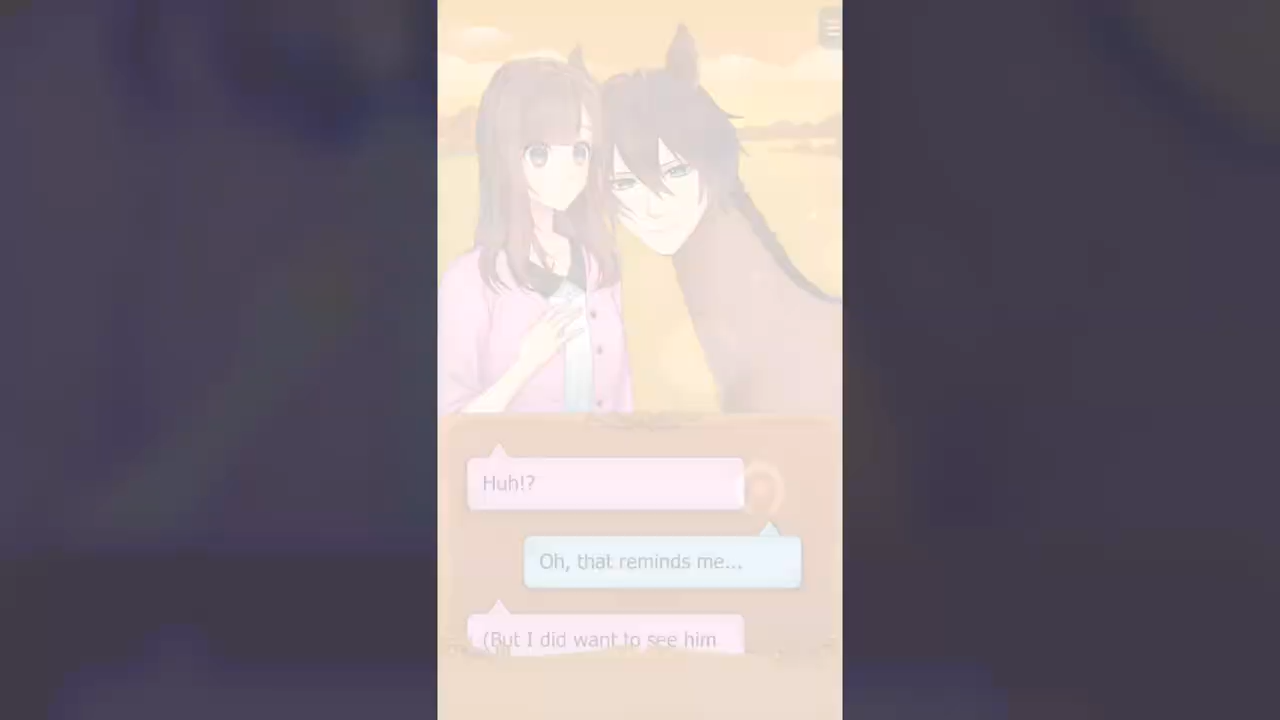 Huh!?
Oh, that reminds me...
(But I did want to see him